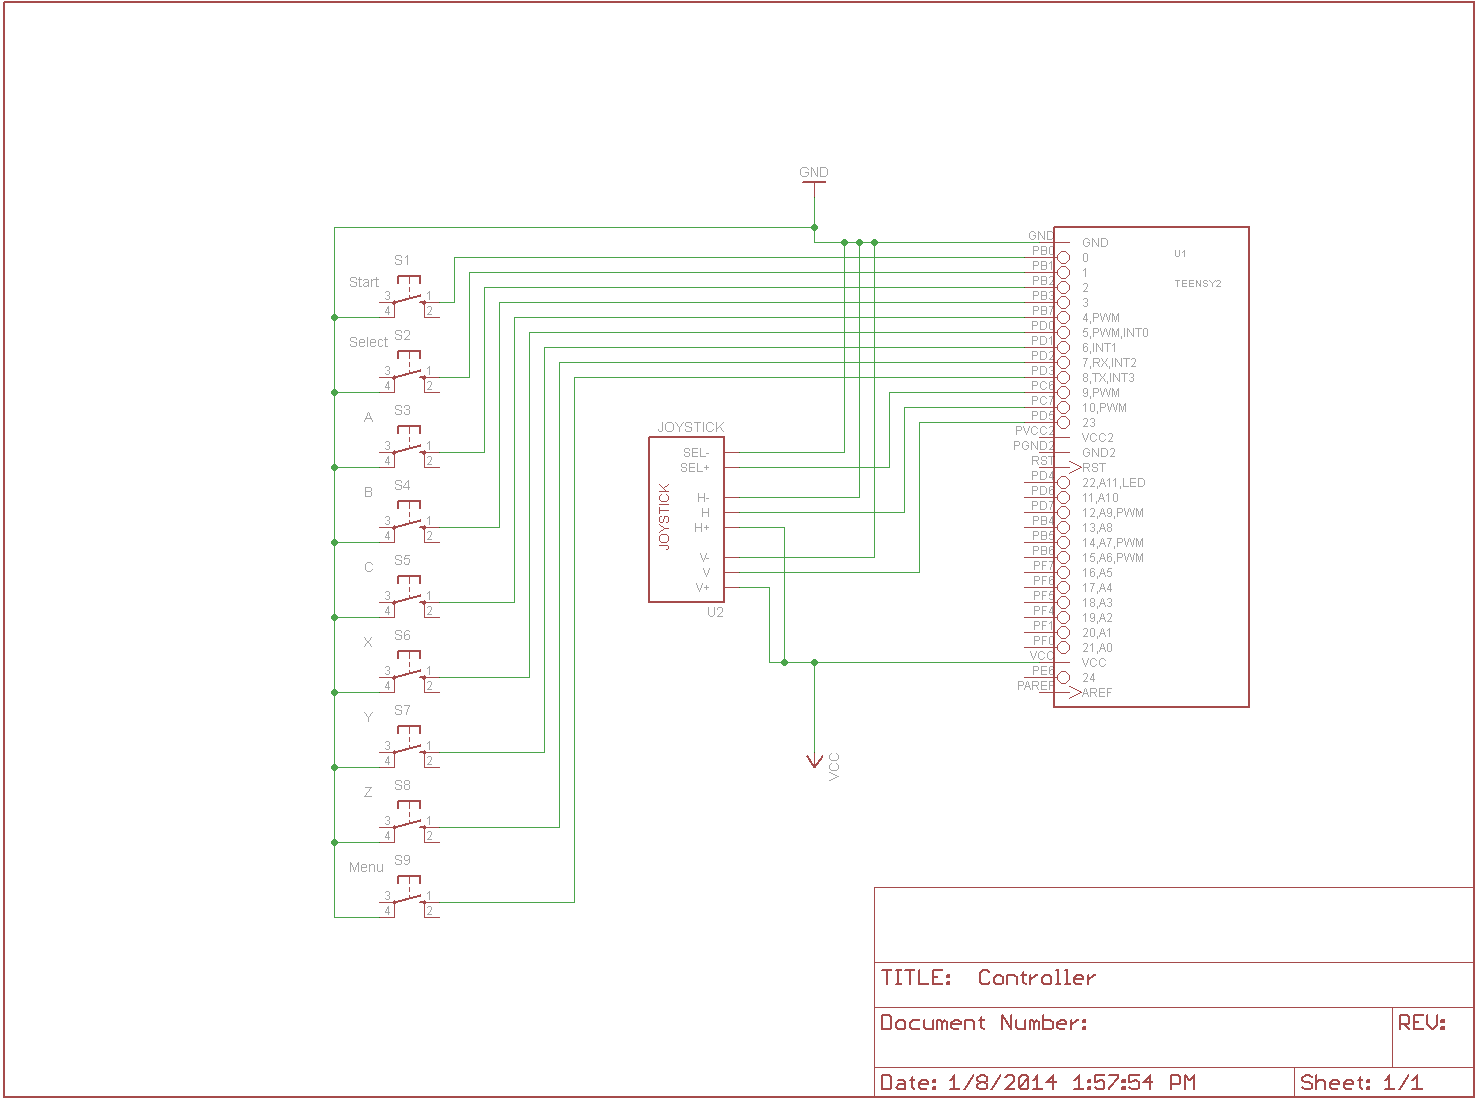 GND
S1
Start
3 1
4 2
S2
Select
3 1
4 2
S3
A
3 1
4 2
S4
B
3 1
4 2
S5
C
3 1
4 2
S6
X
3 1
4 2
S7
Y
3 1
4 2
S8
Z
3 1
4 2
S9
Menu
3 1
4 2
JOYSTICK
JOYSTICK
SEL-
SEL+
H-
H
H+
V-
V
V+
U2
VCC
U1
TEENSY2
GND GND
PB0 0
PB1 1
PB2 2
PB3 3
PB7 4,PWM
PD0 5,PWM,INT0
PD1 6,INT1
PD2 7,RX,INT2
PD3 8,TX,INT3
PC6 9,PWM
PC7 10,PWM
PD5 23
PVCC2 VCC2
PGND2 GND2
RST RST
PD4 22,A11,LED
PD6 11,A10
PD7 12,A9,PWM
PB4 13,A8
PB5 14,A7,PWM
PB6 15,A6,PWM
PF7 16,A5
PF6 17,A4
PF5 18,A3
PF4 19,A2
PF1 20,A1
PF0 21,A0
VCC VCC
PE6 24
PAREF AREF
TITLE: Controller
Document Number:
REV:
Date: 1/8/2014 1:57:54 PM
Sheet: 1/1